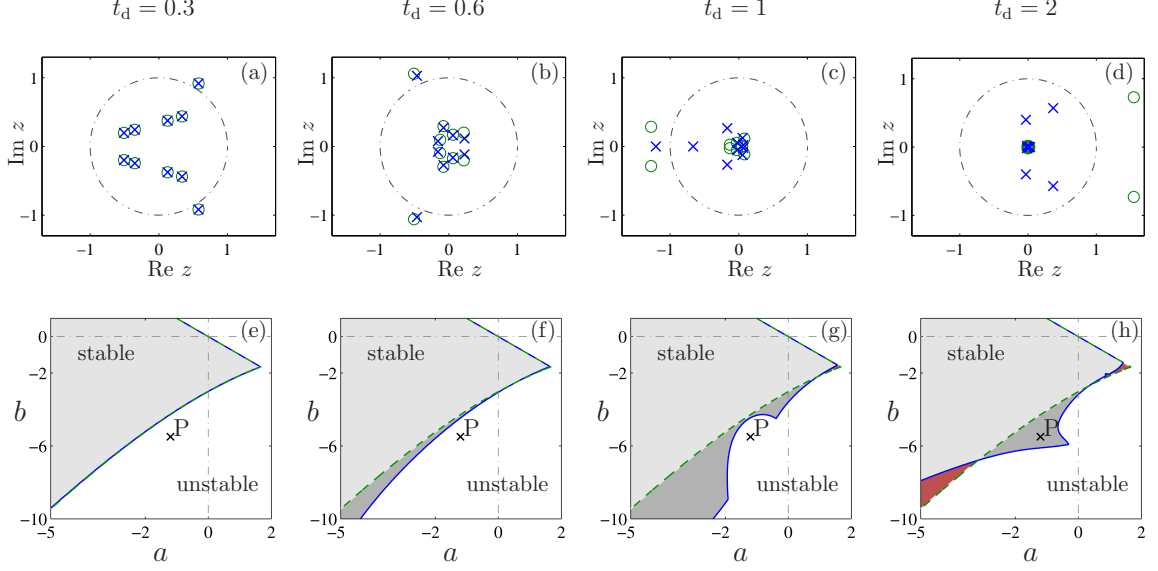 t_d = 0.3 t_d = 0.6 t_d = 1 t_d = 2
(a) (b) (c) (d)
1 1 1 1
Im z Im z Im z Im z
0 0 0 0
−1 −1 −1 −1
−1 0 1 −1 0 1 −1 0 1 −1 0 1
Re z Re z Re z Re z
(e) (f) (g) (h)
0 0 0 0
stable stable stable stable
−2 −2 −2 −2
b b b b
P P P P
−6 −6 −6 −6
unstable unstable unstable unstable
−10 −10 −10 −10
−5 −2 0 2 −5 −2 0 2 −5 −2 0 2 −5 −2 0 2
a a a a